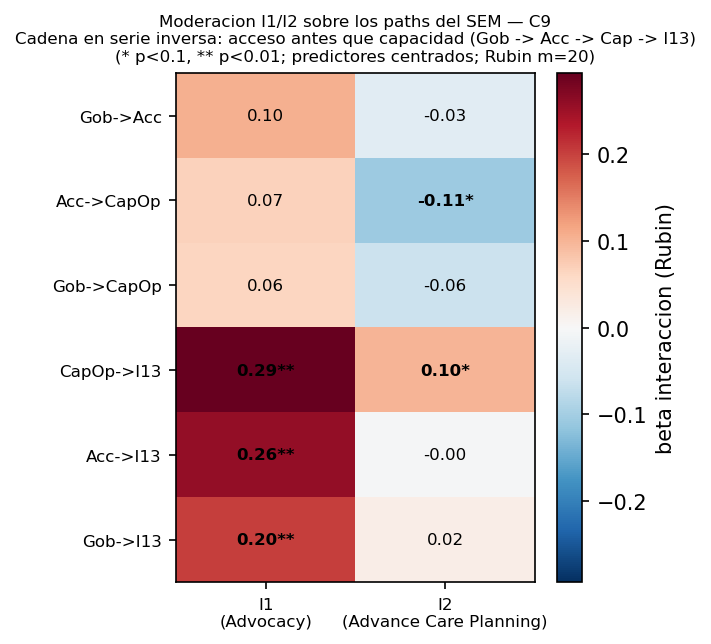 Moderacion I1/I2 sobre los paths del SEM — C9
Cadena en serie inversa: acceso antes que capacidad (Gob -> Acc -> Cap -> I13)
(* p<0.1, ** p<0.01; predictores centrados; Rubin m=20)
Gob->Acc 0.10 -0.03
Acc->CapOp 0.07 -0.11*
Gob->CapOp 0.06 -0.06
CapOp->I13 0.29** 0.10*
Acc->I13 0.26** -0.00
Gob->I13 0.20** 0.02
I1 I2
(Advocacy) (Advance Care Planning)
0.2
0.1
0.0
−0.1
−0.2
beta interaccion (Rubin)